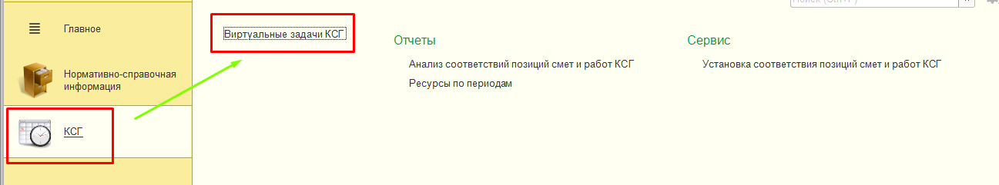 Поиск (Ctrl+F)
Главное
Виртуальные задачи КСГ
Отчеты
Сервис
Анализ соответствий позиций смет и работ КСГ
Установка соответствия позиций смет и работ КСГ
Нормативно-справочная
информация
Ресурсы по периодам
КСГ